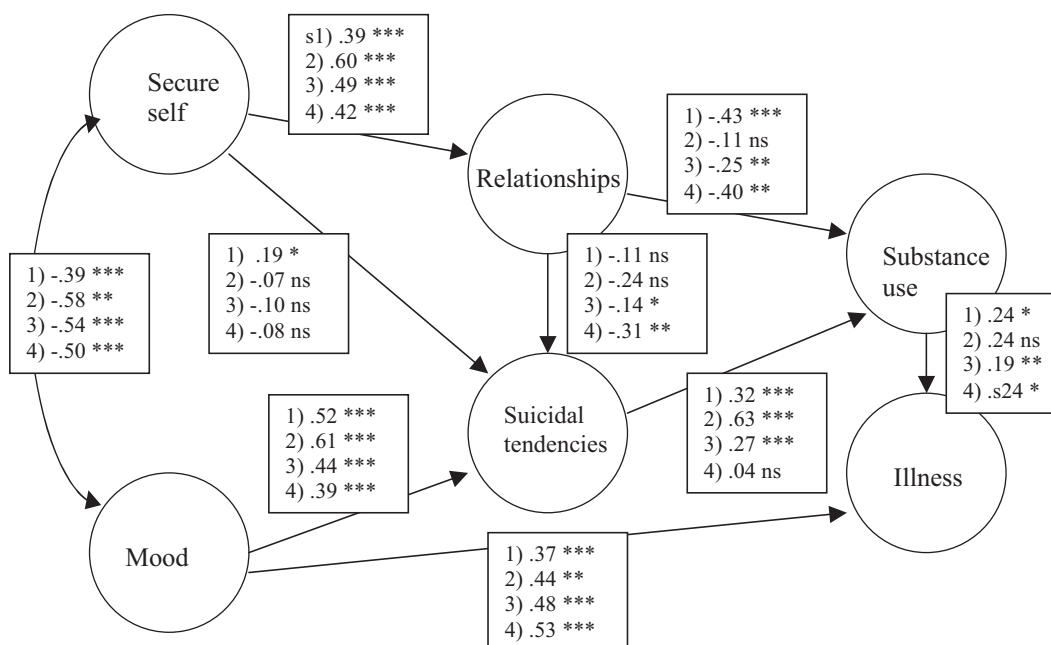 Secure
self
s1) .39 ***
2) .60 ***
3) .49 ***
4) .42 ***
Relationships
1) -.43 ***
2) -.11 ns
3) -.25 **
4) -.40 **
1) -.39 ***
2) -.58 **
3) -.54 ***
4) -.50 ***
1) .19 *
2) -.07 ns
3) -.10 ns
4) -.08 ns
1) -.11 ns
2) -.24 ns
3) -.14 *
4) -.31 **
Substance
use
1) .24 *
2) .24 ns
3) .19 **
4) .s24 *
1) .52 ***
2) .61 ***
3) .44 ***
4) .39 ***
Suicidal
tendencies
1) .32 ***
2) .63 ***
3) .27 ***
4) .04 ns
Illness
Mood
1) .37 ***
2) .44 **
3) .48 ***
4) .53 ***